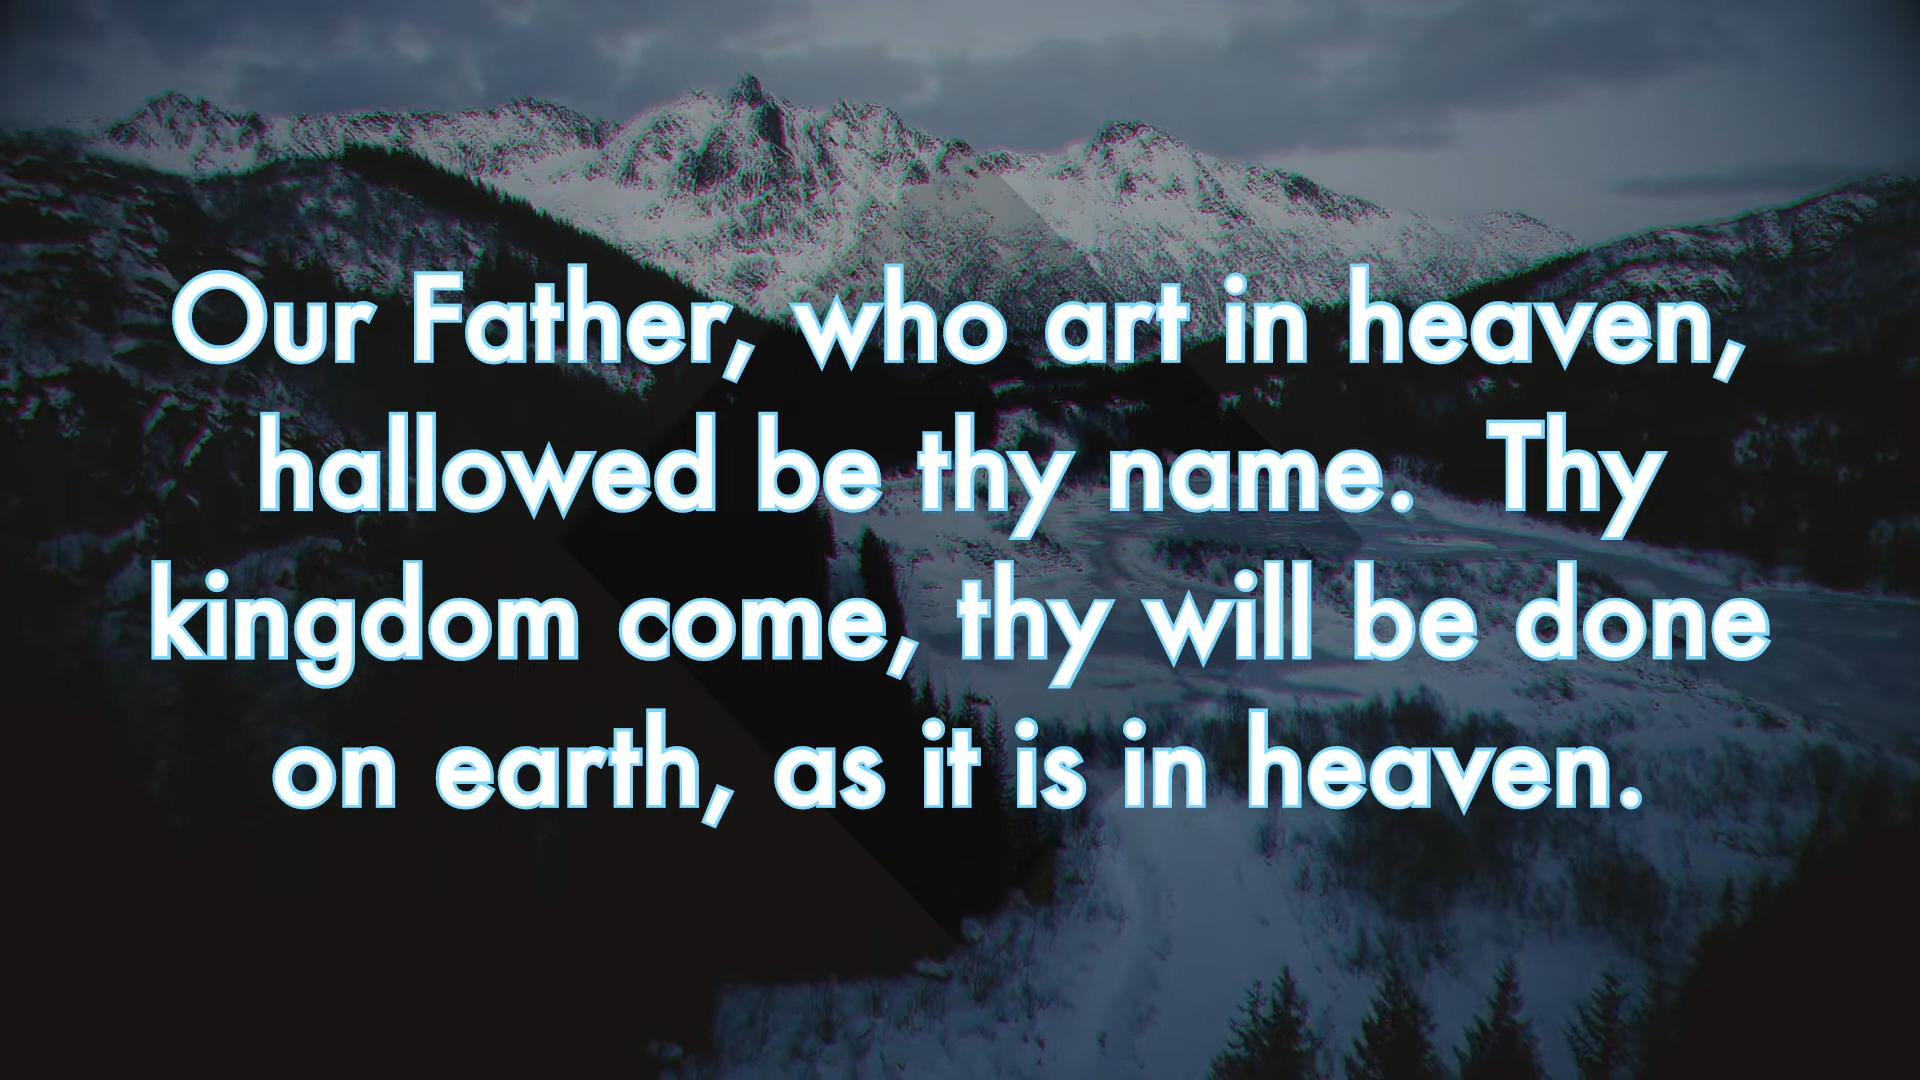 Our Father, who art in heaven,
hallowed be thy name.  Thy
kingdom come, thy will be done
on earth, as it is in heaven.